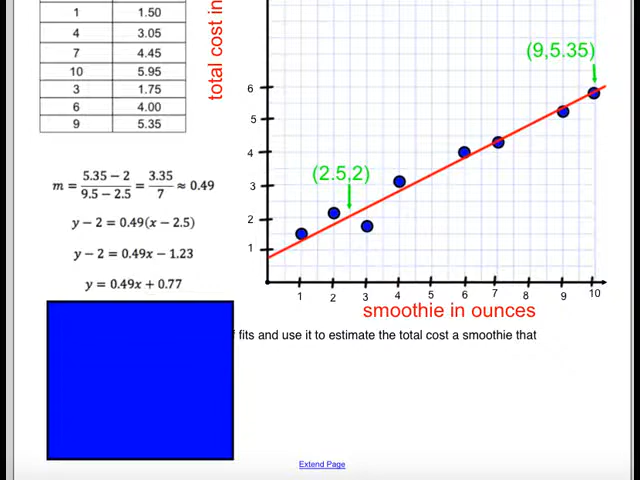 1 1.50
4 3.05
7 4.45
10 5.95
3 1.75
6 4.00
9 5.35
m = (5.35 − 2)/(9.5 − 2.5) = 3.35/7 ≈ 0.49
y − 2 = 0.49(x − 2.5)
y − 2 = 0.49x − 1.23
y = 0.49x + 0.77
total cost in
(9,5.35)
(2.5,2)
6
5
4
3
2
1
1 2 3 4 5 6 7 8 9 10
smoothie in ounces
fits and use it to estimate the total cost a smoothie that
Extend Page